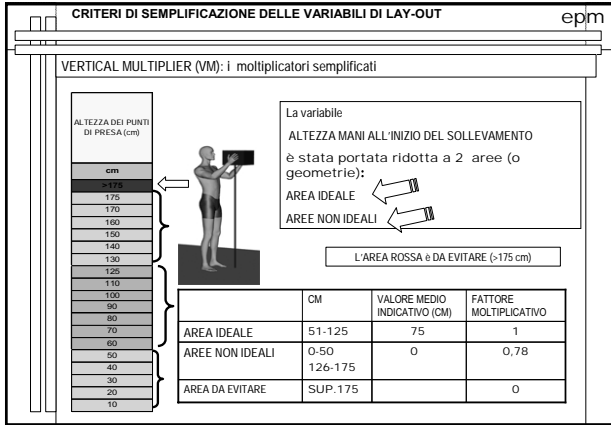 CRITERI DI SEMPLIFICAZIONE DELLE VARIABILI DI LAY-OUT
epm
VERTICAL MULTIPLIER (VM): i moltiplicatori semplificati
ALTEZZA DEI PUNTI
DI PRESA (cm)
cm
>175
175
170
160
150
140
130
125
110
100
90
80
70
60
50
40
30
20
10
La variabile
ALTEZZA MANI ALL'INIZIO DEL SOLLEVAMENTO
è stata portata ridotta a 2 aree (o
geometrie):
AREA IDEALE
AREE NON IDEALI
L'AREA ROSSA è DA EVITARE (>175 cm)
CM VALORE MEDIO INDICATIVO (CM) FATTORE MOLTIPLICATIVO
AREA IDEALE 51-125 75 1
AREE NON IDEALI 0-50 0 0,78
126-175
AREA DA EVITARE SUP.175 0